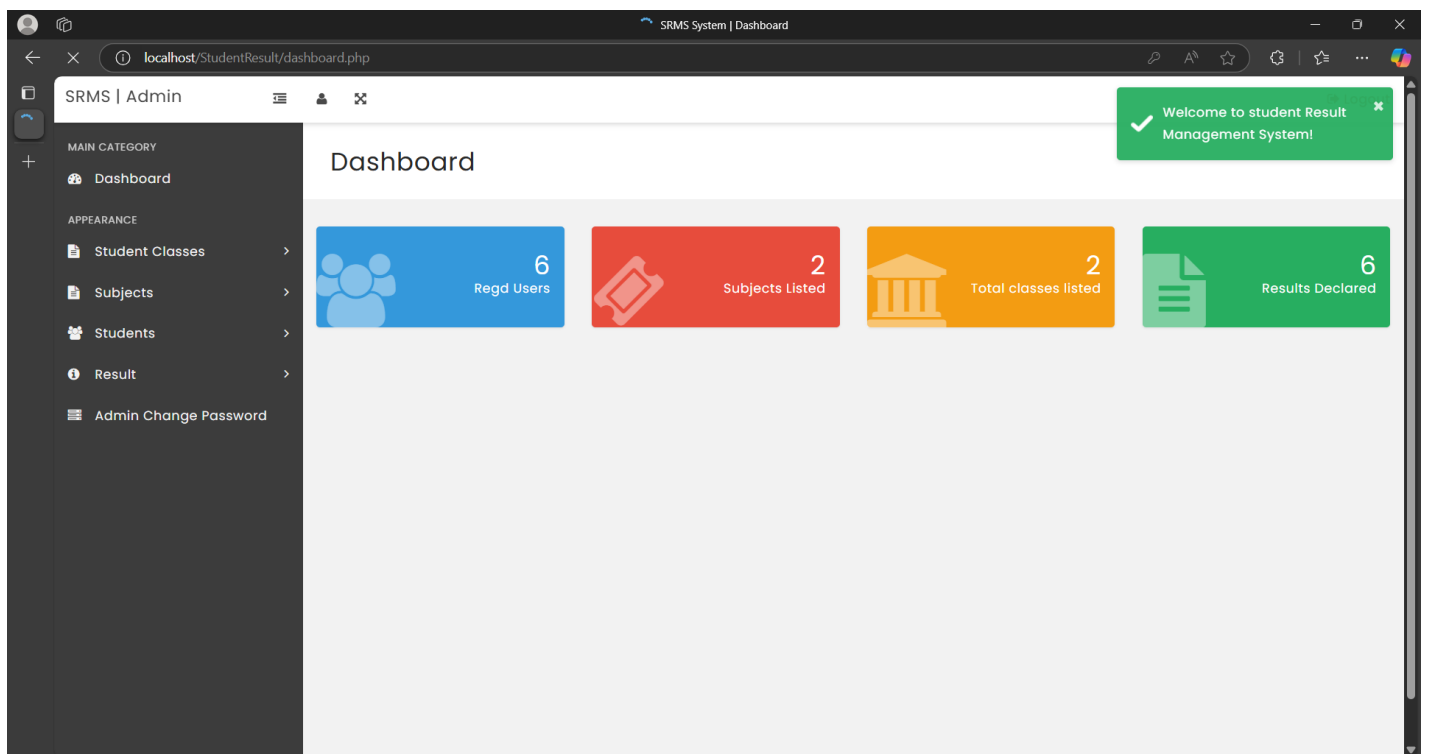 SRMS System | Dashboard
localhost/StudentResult/dashboard.php
SRMS | Admin
Welcome to student Result
Management System!
MAIN CATEGORY
Dashboard
APPEARANCE
Student Classes
Subjects
Students
Result
Admin Change Password
Dashboard
6
Regd Users
2
Subjects Listed
2
Total classes listed
6
Results Declared